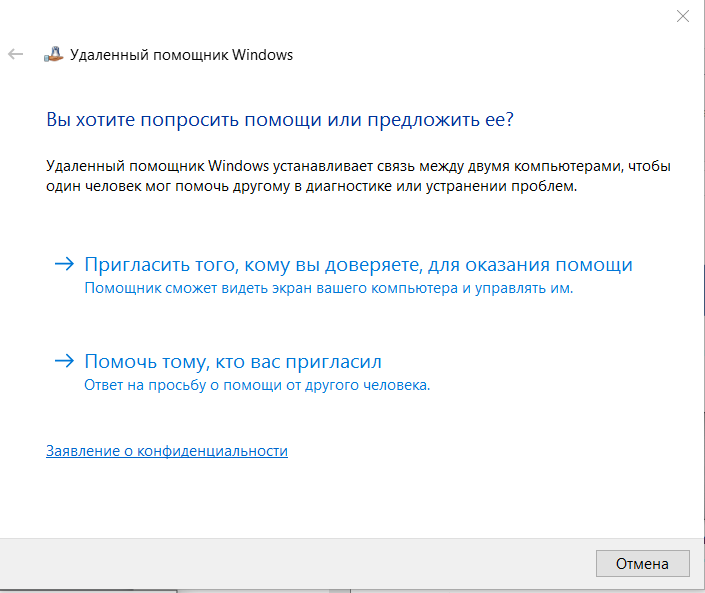 Удаленный помощник Windows
Вы хотите попросить помощи или предложить ее?
Удаленный помощник Windows устанавливает связь между двумя компьютерами, чтобы
один человек мог помочь другому в диагностике или устранении проблем.
Пригласить того, кому вы доверяете, для оказания помощи
Помощник сможет видеть экран вашего компьютера и управлять им.
Помочь тому, кто вас пригласил
Ответ на просьбу о помощи от другого человека.
Заявление о конфиденциальности
Отмена